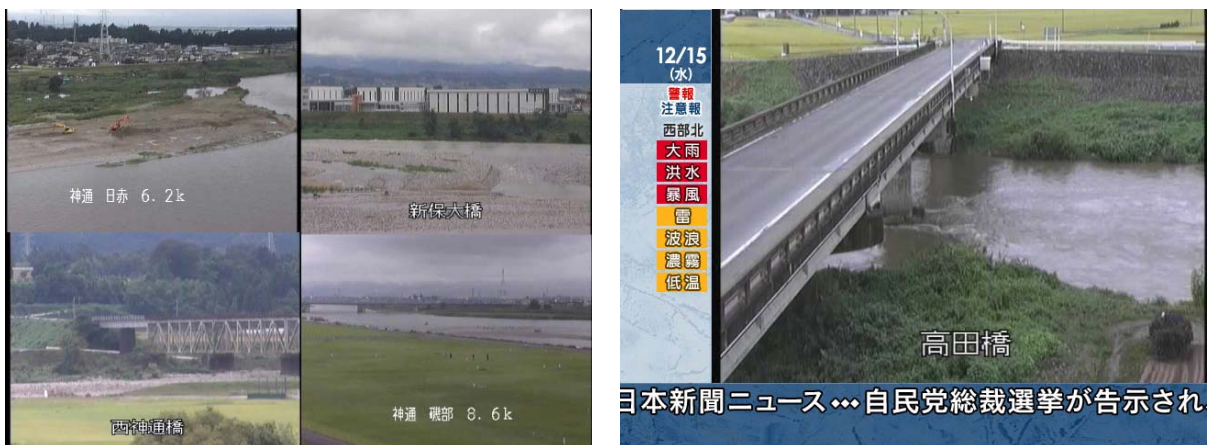 神通 日赤 6.2k
新保大橋
西神通橋
神通 磯部 8.6k
12/15
(水)
警報
注意報
西部北
大雨
洪水
暴風
雷
波浪
濃霧
低温
高田橋
日本新聞ニュース…自民党総裁選挙が告示され